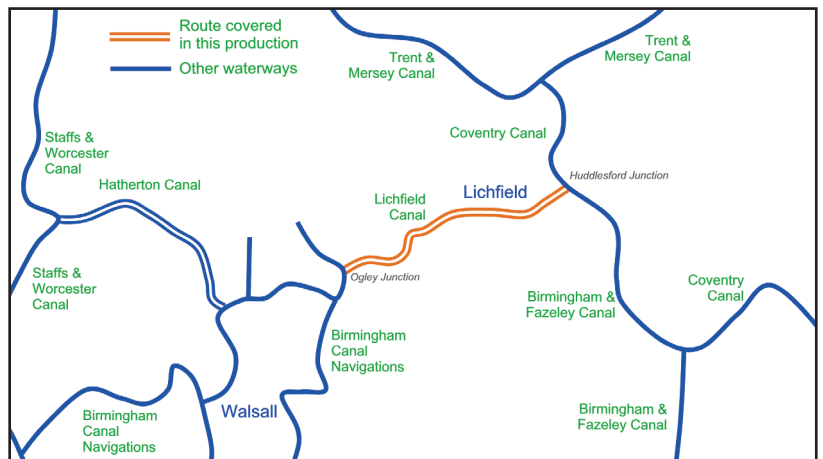 Route covered
in this production
Other waterways
Trent &
Mersey Canal
Trent &
Mersey Canal
Coventry Canal
Staffs &
Worcester
Canal
Hatherton Canal
Huddlesford Junction
Lichfield
Lichfield
Canal
Staffs &
Worcester
Canal
Ogley Junction
Coventry
Canal
Birmingham &
Fazeley Canal
Birmingham
Canal
Navigations
Walsall
Birmingham
Canal
Navigations
Birmingham &
Fazeley Canal